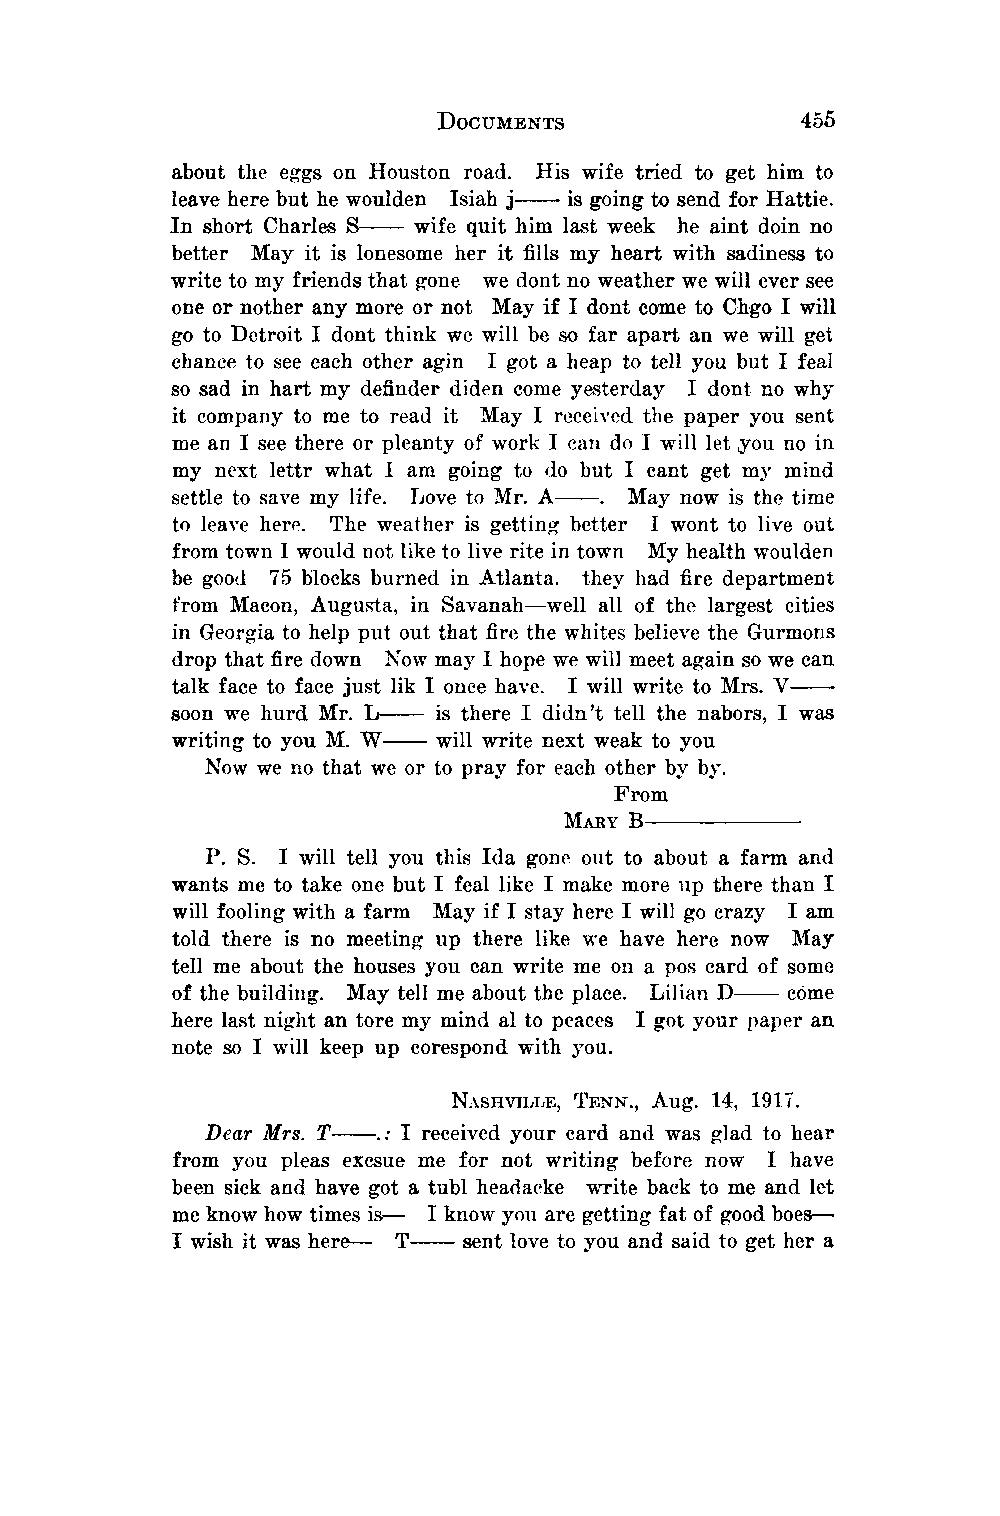 DOCUMENTS 455
about the eggs on Houston road. His wife tried to get him to
leave here but he woulden Isiah j—— is going to send for Hattie.
In short Charles S—— wife quit him last week he aint doin no
better May it is lonesome her it fills my heart with sadiness to
write to my friends that gone we dont no weather we will ever see
one or nother any more or not May if I dont come to Chgo I will
go to Detroit I dont think we will be so far apart an we will get
chance to see each other agin I got a heap to tell you but I feal
so sad in hart my definder diden come yesterday I dont no why
it company to me to read it May I received the paper you sent
me an I see there or pleanty of work I can do I will let you no in
my next lettr what I am going to do but I cant get my mind
settle to save my life. Love to Mr. A——. May now is the time
to leave here. The weather is getting better I wont to live out
from town I would not like to live rite in town My health woulden
be good 75 blocks burned in Atlanta. they had fire department
from Macon, Augusta, in Savanah—well all of the largest cities
in Georgia to help put out that fire the whites believe the Gurmons
drop that fire down Now may I hope we will meet again so we can
talk face to face just lik I once have. I will write to Mrs. V——
soon we hurd Mr. L—— is there I didn't tell the nabors, I was
writing to you M. W—— will write next weak to you
Now we no that we or to pray for each other by by.
From
MARY B————
P. S. I will tell you this Ida gone out to about a farm and
wants me to take one but I feal like I make more up there than I
will fooling with a farm May if I stay here I will go crazy I am
told there is no meeting up there like we have here now May
tell me about the houses you can write me on a pos card of some
of the building. May tell me about the place. Lilian D—— come
here last night an tore my mind al to peaces I got your paper an
note so I will keep up corespond with you.
NASHVILLE, TENN., Aug. 14, 1917.
Dear Mrs. T——.: I received your card and was glad to hear
from you pleas excsue me for not writing before now I have
been sick and have got a tubl headacke write back to me and let
me know how times is— I know you are getting fat of good boes—
I wish it was here— T—— sent love to you and said to get her a